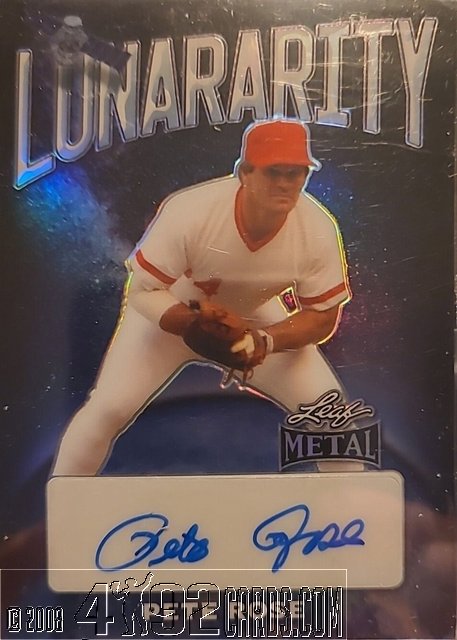 LUNARARITY
Leaf
METAL
Pete Rose
PETE ROSE
© 2008 4192CARDS.COM